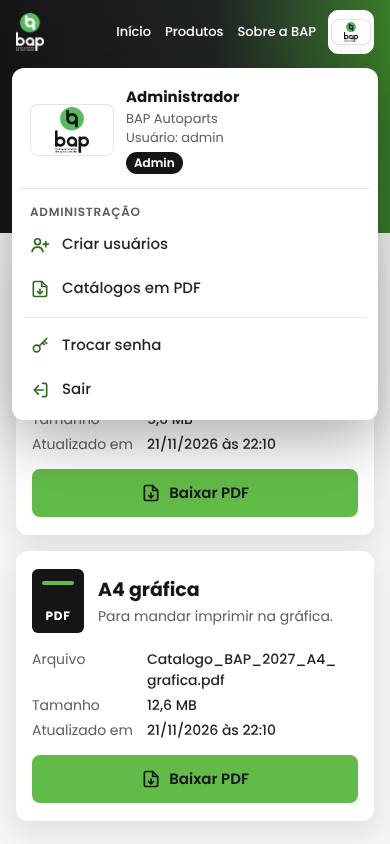 bap
Início Produtos Sobre a BAP
bap
bap
Administrador
BAP Autoparts
Usuário: admin
Admin
ADMINISTRAÇÃO
Criar usuários
Catálogos em PDF
Trocar senha
Sair
Tamanho
Atualizado em 21/11/2026 às 22:10
Baixar PDF
PDF
A4 gráfica
Para mandar imprimir na gráfica.
Arquivo Catalogo_BAP_2027_A4_
grafica.pdf
Tamanho 12,6 MB
Atualizado em 21/11/2026 às 22:10
Baixar PDF